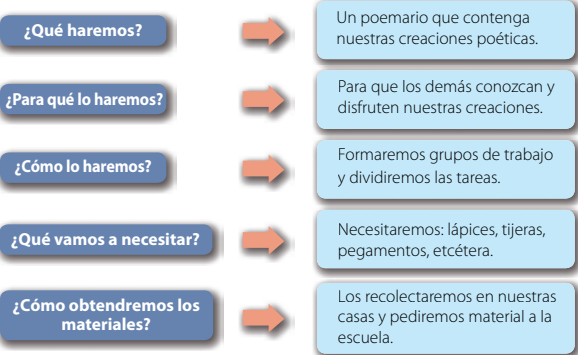 ¿Qué haremos?
Un poemario que contenga
nuestras creaciones poéticas.
¿Para qué lo haremos?
Para que los demás conozcan y
disfruten nuestras creaciones.
¿Cómo lo haremos?
Formaremos grupos de trabajo
y dividiremos las tareas.
¿Qué vamos a necesitar?
Necesitaremos: lápices, tijeras,
pegamentos, etcétera.
¿Cómo obtendremos los
materiales?
Los recolectaremos en nuestras
casas y pediremos material a la
escuela.